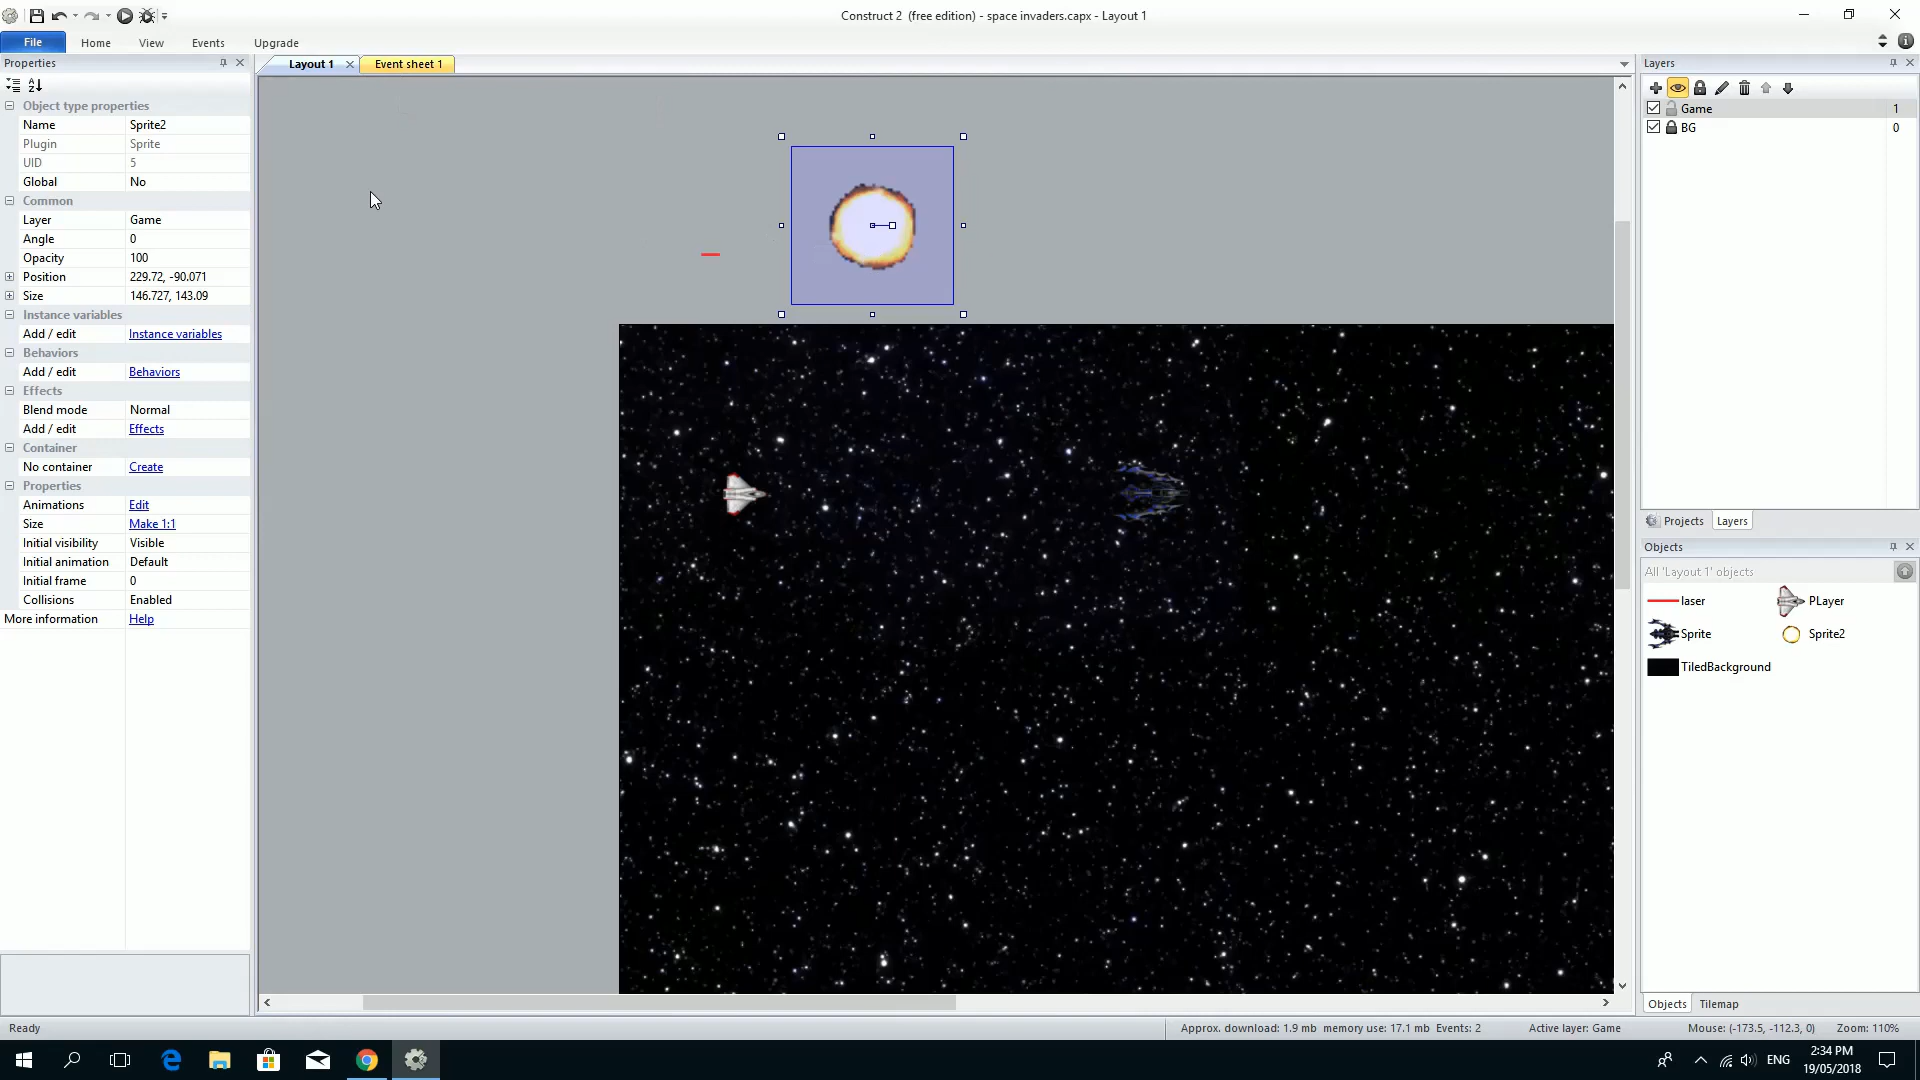 Construct 2 (free edition) - space invaders.capx - Layout 1
File Home View Events Upgrade
Properties
Layout 1
Event sheet 1
Layers
Object type properties
Name Sprite2
Plugin Sprite
UID 5
Global No
Common
Layer Game
Angle 0
Opacity 100
Position 229.72, -90.071
Size 146.727, 143.09
Instance variables
Add / edit Instance variables
Behaviors
Add / edit Behaviors
Effects
Blend mode Normal
Add / edit Effects
Container
No container Create
Properties
Animations Edit
Size Make 1:1
Initial visibility Visible
Initial animation Default
Initial frame 0
Collisions Enabled
More information Help
Game 1
BG 0
Projects Layers
Objects
All 'Layout 1' objects
laser PLayer
Sprite Sprite2
TiledBackground
Objects Tilemap
Ready
Approx. download: 1.9 mb memory use: 17.1 mb Events: 2 Active layer: Game Mouse: (-173.5, -112.3, 0) Zoom: 110%
ENG
2:34 PM
19/05/2018